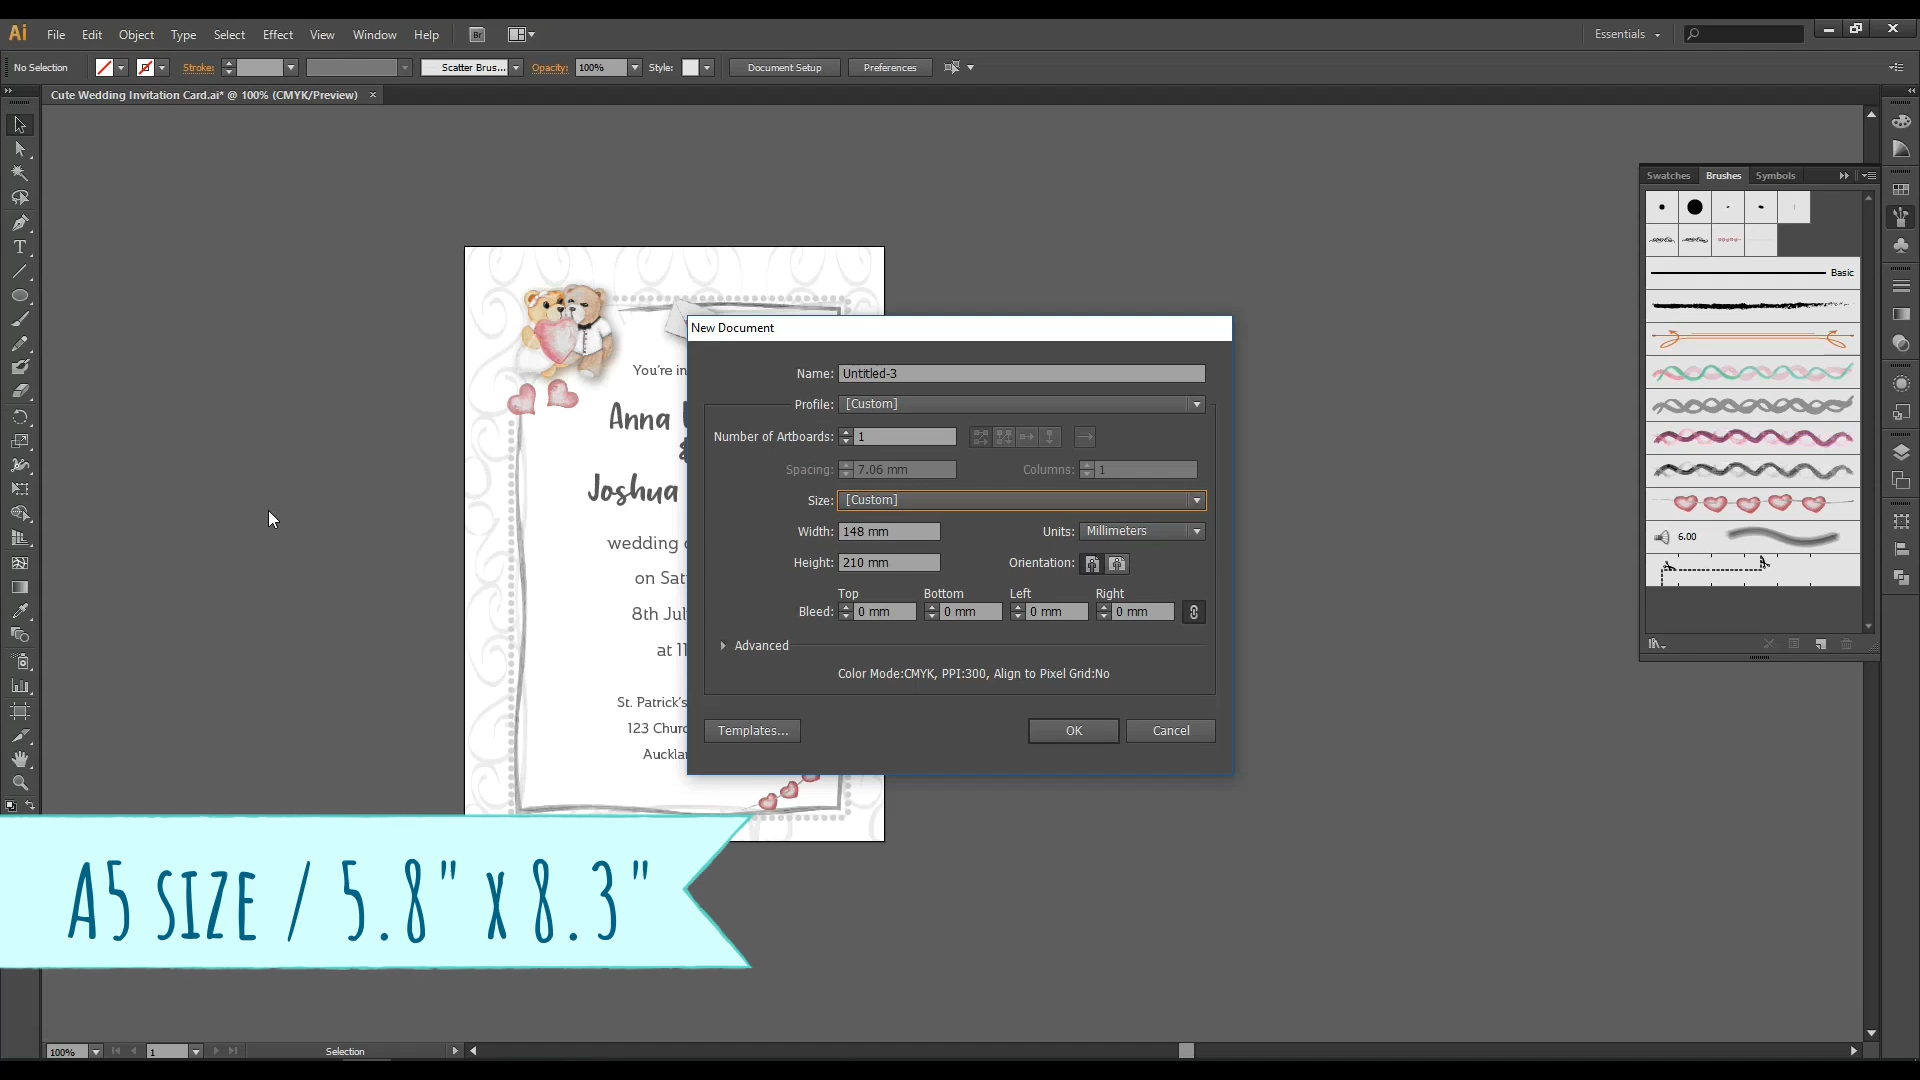 Ai File Edit Object Type Select Effect View Window Help Br Essentials
No Selection Stroke: Scatter Brus... Opacity: 100% Style: Document Setup Preferences
Cute Wedding Invitation Card.ai* @ 100% (CMYK/Preview) ×
Swatches Brushes Symbols
Basic
6.00
You're in
Anna
&
Joshua
wedding
on Sat
8th Jul
at 11
St. Patrick's
123 Churc
Aucklan
New Document
Name: Untitled-3
Profile: [Custom]
Number of Artboards: 1
Spacing: 7.06 mm Columns: 1
Size: [Custom]
Width: 148 mm Units: Millimeters
Height: 210 mm Orientation:
Top Bottom Left Right
Bleed: 0 mm 0 mm 0 mm 0 mm
Advanced
Color Mode:CMYK, PPI:300, Align to Pixel Grid:No
Templates... OK Cancel
A5 SIZE / 5.8" X 8.3"
100% 1 Selection